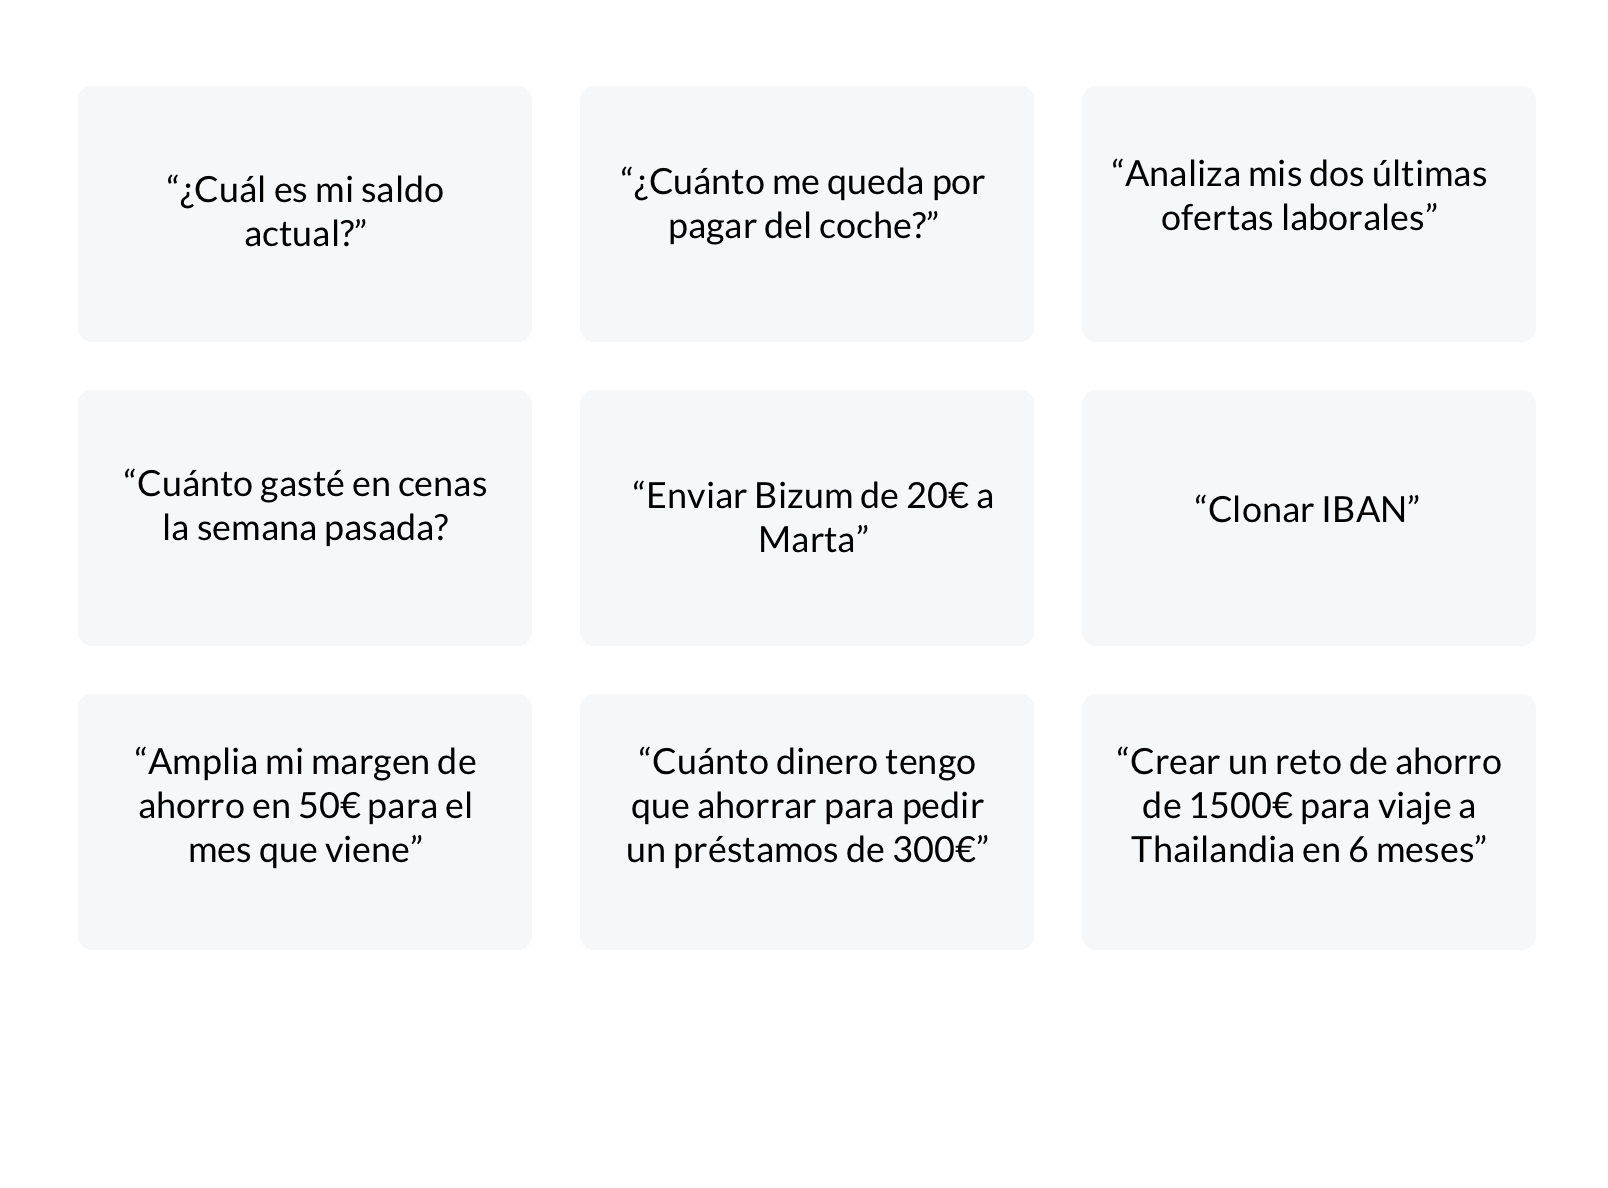 “¿Cuál es mi saldo
actual?”
“¿Cuánto me queda por
pagar del coche?”
“Analiza mis dos últimas
ofertas laborales”
“Cuánto gasté en cenas
la semana pasada?
“Enviar Bizum de 20€ a
Marta”
“Clonar IBAN”
“Amplia mi margen de
ahorro en 50€ para el
mes que viene”
“Cuánto dinero tengo
que ahorrar para pedir
un préstamos de 300€”
“Crear un reto de ahorro
de 1500€ para viaje a
Thailandia en 6 meses”